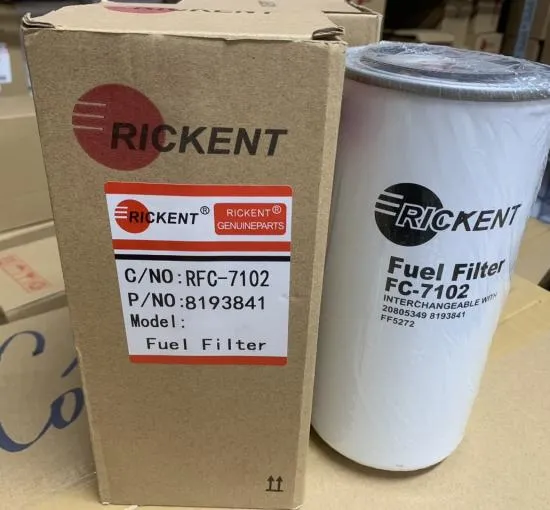 RICKENT
RICKENT®
RICKENT®
GENUINEPARTS
C/NO:RFC-7102
P/NO:8193841
Model:
Fuel Filter
RICKENT
Fuel Filter
FC-7102
INTERCHANGEABLE WITH
20805349 8193841
FF5272
Có